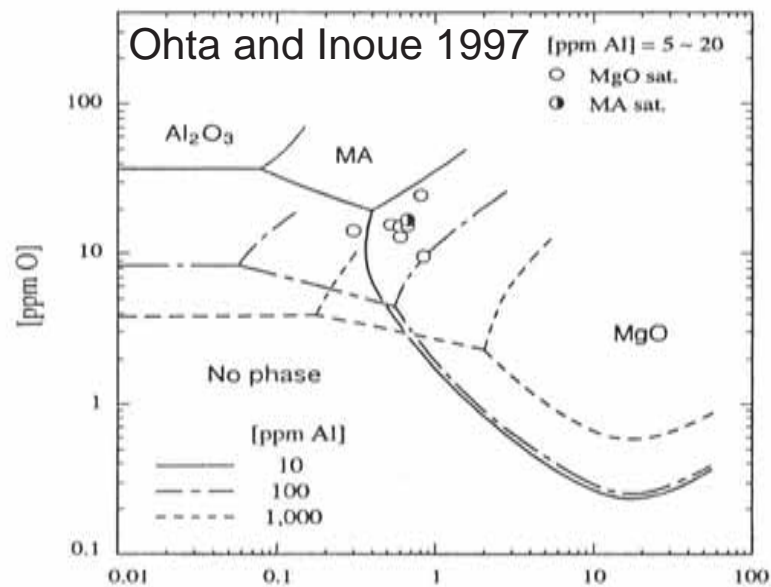 Ohta and Inoue 1997
[ppm Al] = 5 ~ 20
MgO sat.
MA sat.
100
Al₂O₃
MA
10
[ppm O]
MgO
No phase
1
[ppm Al]
10
100
1,000
0.1
0.01 0.1 1 10 100